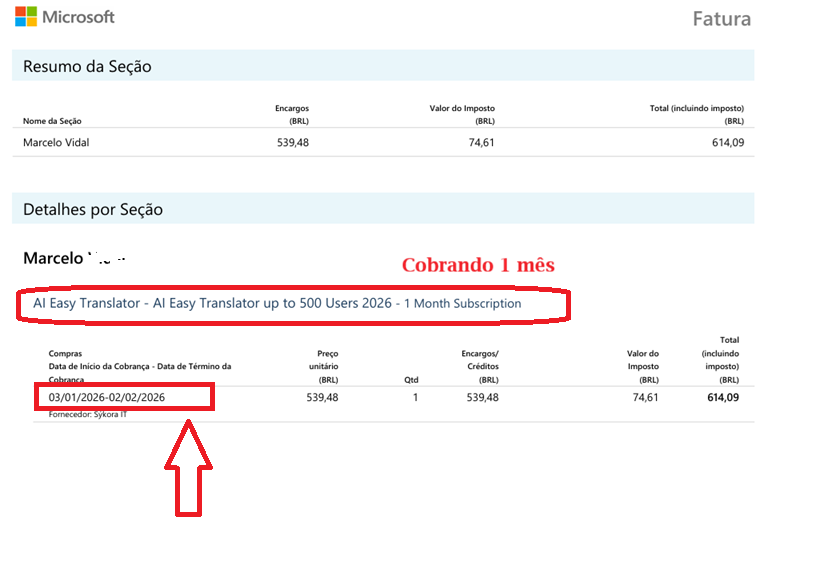 Microsoft
Fatura
Resumo da Seção
Encargos
(BRL)
Valor do Imposto
(BRL)
Total (incluindo imposto)
(BRL)
Nome da Seção
Marcelo Vidal
539,48
74,61
614,09
Detalhes por Seção
Marcelo
Cobrando 1 mês
AI Easy Translator - AI Easy Translator up to 500 Users 2026 - 1 Month Subscription
Compras
Data de Início da Cobrança - Data de Término da
Cobrança
Preço
unitário
(BRL)
Qtd
Encargos/
Créditos
(BRL)
Valor do
Imposto
(BRL)
Total
(incluindo
imposto)
(BRL)
03/01/2026-02/02/2026
539,48
1
539,48
74,61
614,09
Fornecedor: Sykora IT